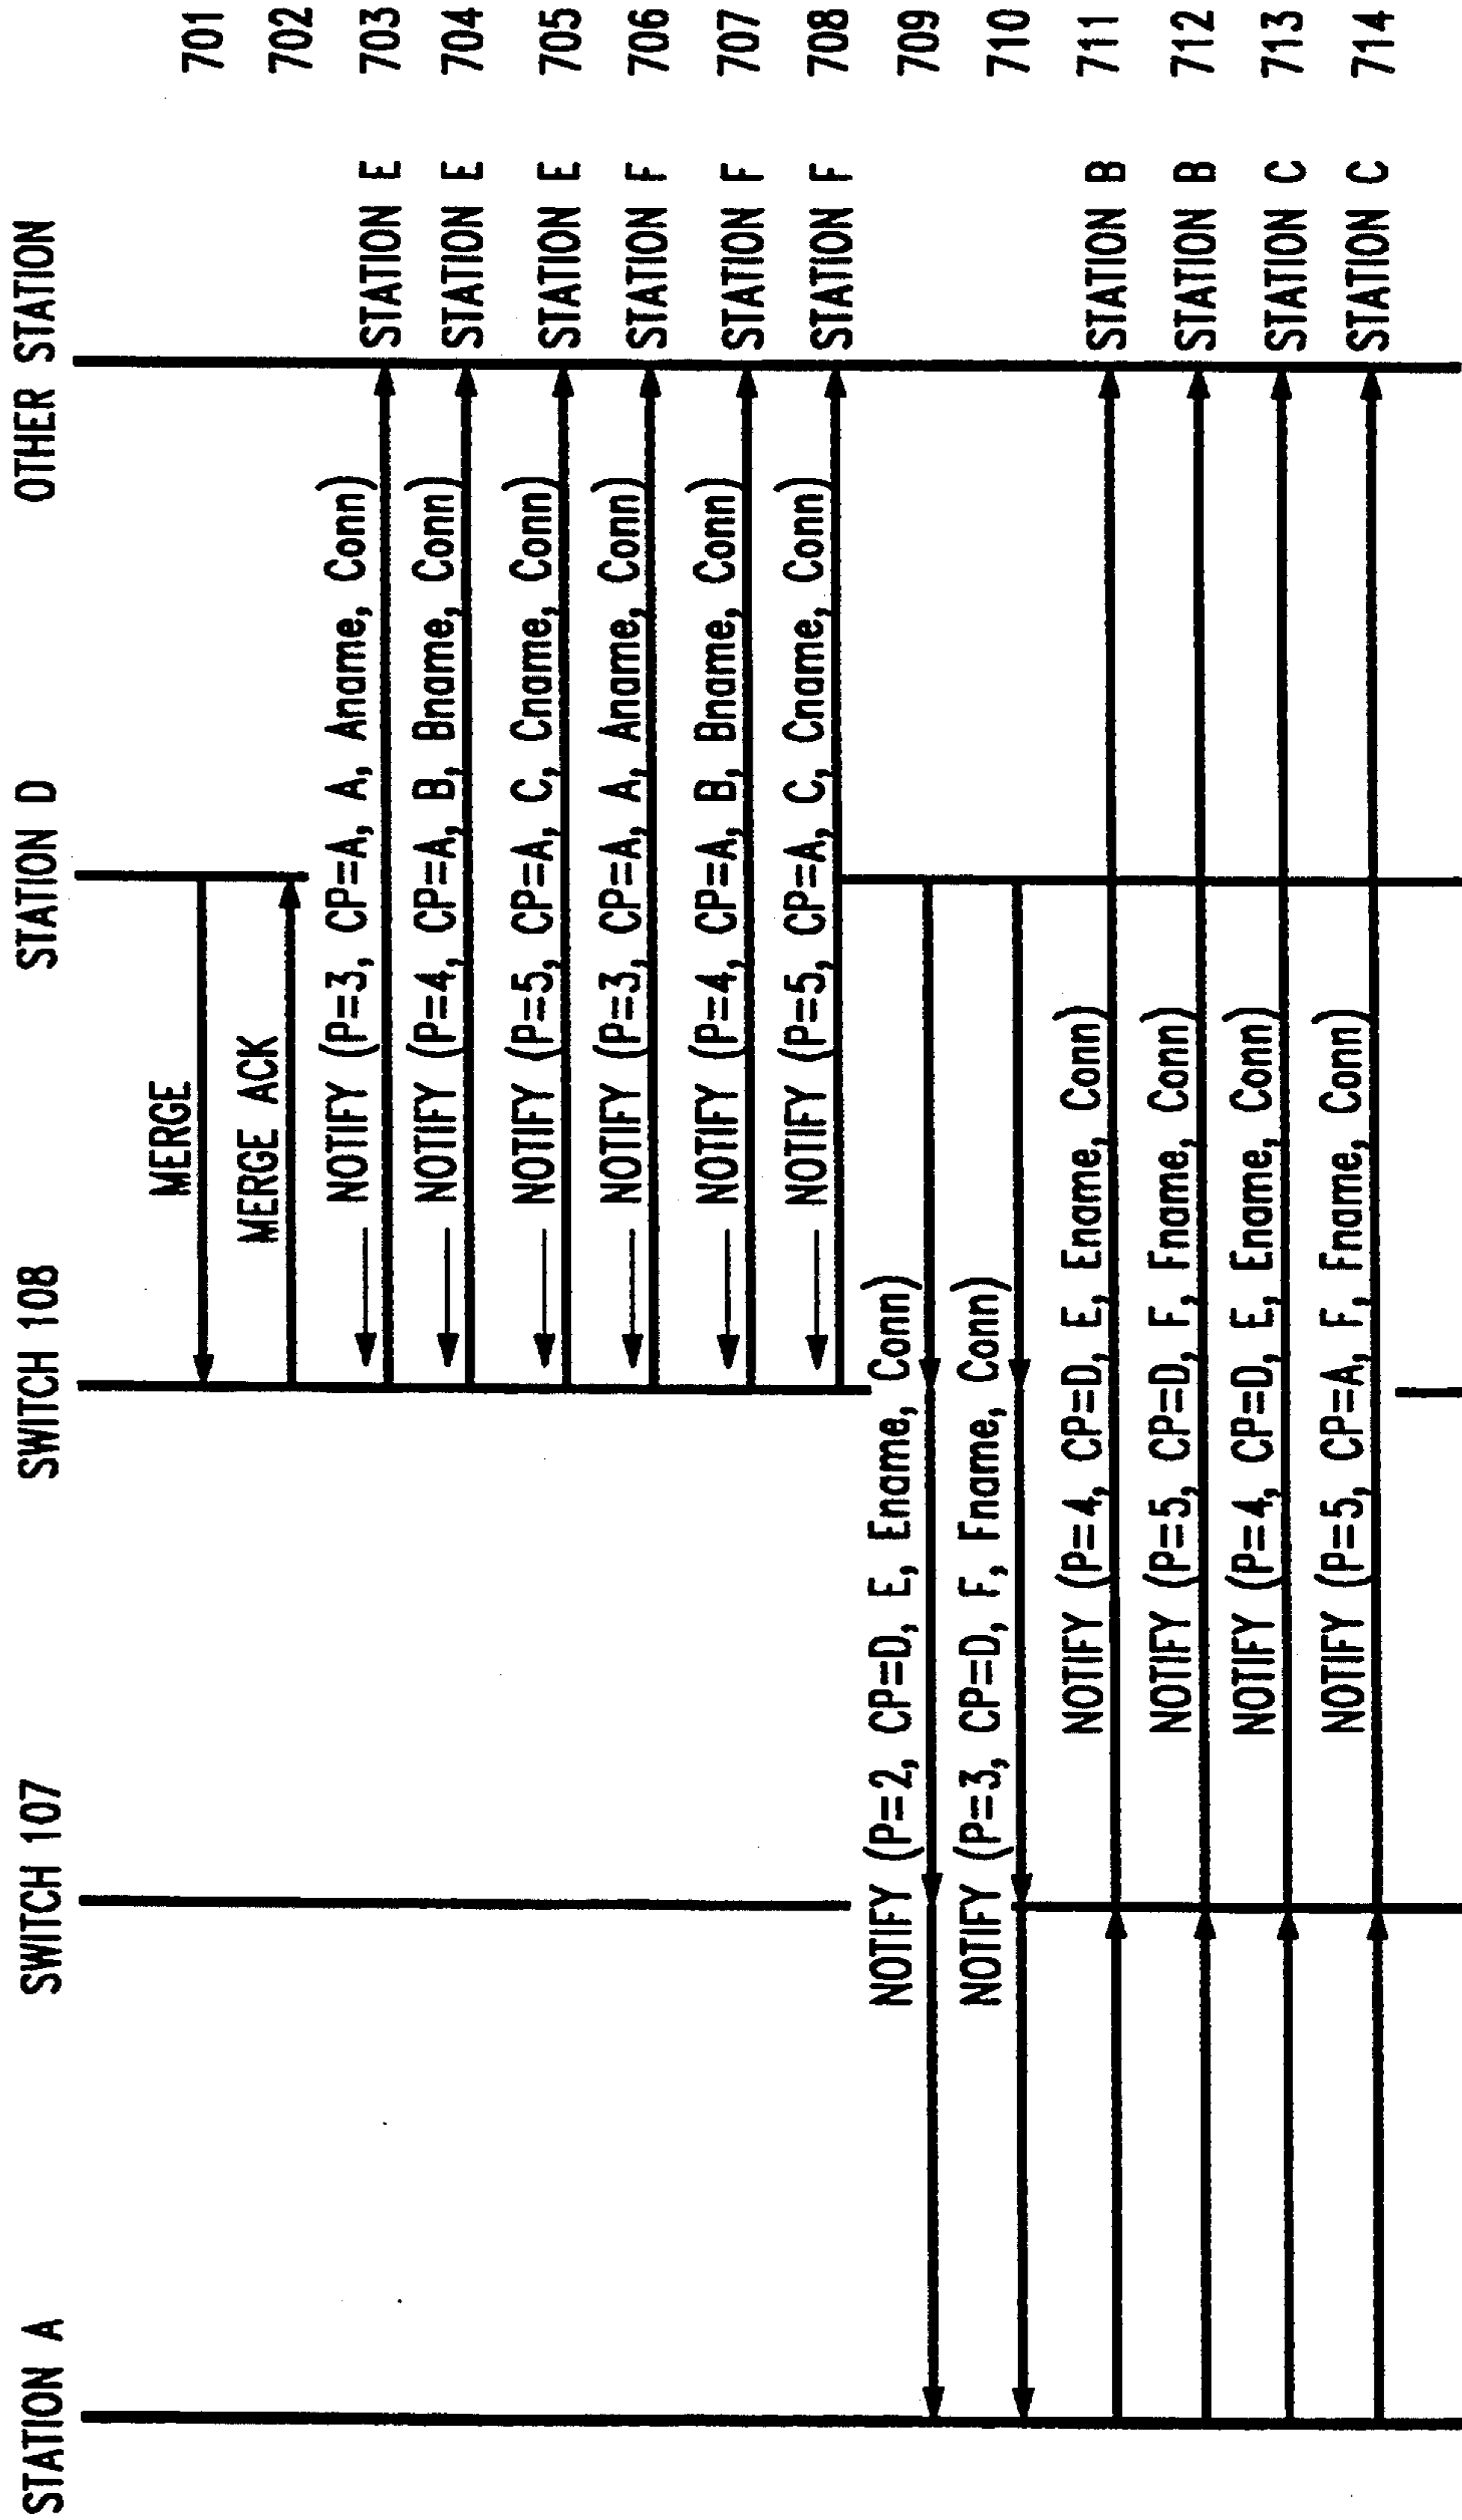 STATION A SWITCH 107 SWITCH 108 STATION D OTHER STATION
MERGE 701
MERGE ACK 702
NOTIFY (P=3, CP=A, A, Aname, Conn) STATION E 703
NOTIFY (P=4, CP=A, B, Bname, Conn) STATION E 704
NOTIFY (P=5, CP=A, C, Cname, Conn) STATION E 705
NOTIFY (P=3, CP=A, A, Aname, Conn) STATION F 706
NOTIFY (P=4, CP=A, B, Bname, Conn) STATION F 707
NOTIFY (P=5, CP=A, C, Cname, Conn) STATION F 708
NOTIFY (P=2, CP=D, E, Ename, Conn) 709
NOTIFY (P=3, CP=D, F, Fname, Conn) 710
NOTIFY (P=4, CP=D, E, Ename, Conn) STATION B 711
NOTIFY (P=5, CP=D, F, Fname, Conn) STATION B 712
NOTIFY (P=4, CP=D, E, Ename, Conn) STATION C 713
NOTIFY (P=5, CP=A, F, Fname, Conn) STATION C 714